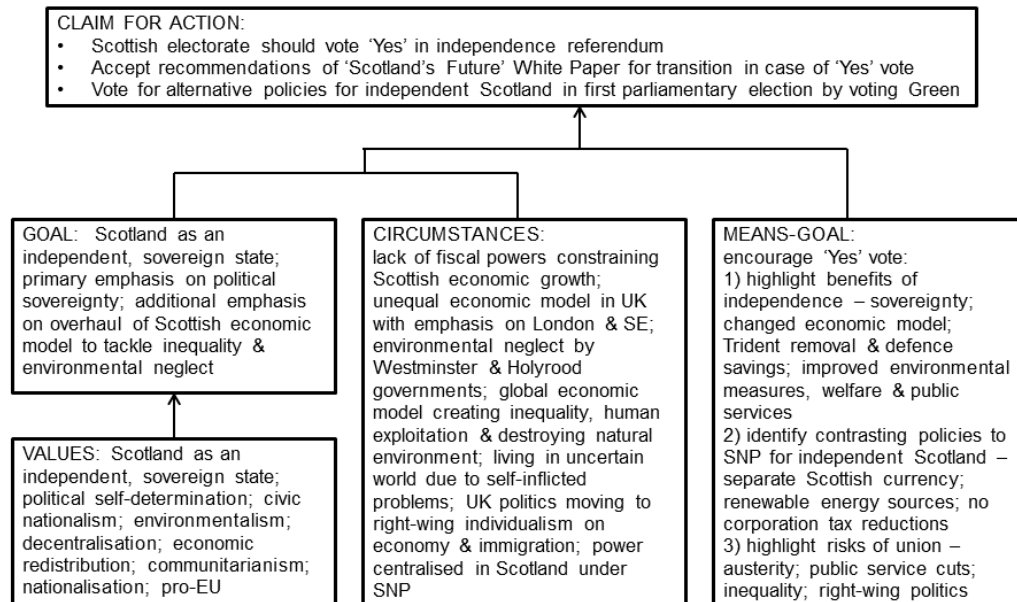 CLAIM FOR ACTION:
• Scottish electorate should vote ‘Yes’ in independence referendum
• Accept recommendations of ‘Scotland’s Future’ White Paper for transition in case of ‘Yes’ vote
• Vote for alternative policies for independent Scotland in first parliamentary election by voting Green
GOAL: Scotland as an
independent, sovereign state;
primary emphasis on political
sovereignty; additional emphasis
on overhaul of Scottish economic
model to tackle inequality &
environmental neglect
VALUES: Scotland as an
independent, sovereign state;
political self-determination; civic
nationalism; environmentalism;
decentralisation; economic
redistribution; communitarianism;
nationalisation; pro-EU
CIRCUMSTANCES:
lack of fiscal powers constraining
Scottish economic growth;
unequal economic model in UK
with emphasis on London & SE;
environmental neglect by
Westminster & Holyrood
governments; global economic
model creating inequality, human
exploitation & destroying natural
environment; living in uncertain
world due to self-inflicted
problems; UK politics moving to
right-wing individualism on
economy & immigration; power
centralised in Scotland under
SNP
MEANS-GOAL:
encourage ‘Yes’ vote:
1) highlight benefits of
independence – sovereignty;
changed economic model;
Trident removal & defence
savings; improved environmental
measures, welfare & public
services
2) identify contrasting policies to
SNP for independent Scotland –
separate Scottish currency;
renewable energy sources; no
corporation tax reductions
3) highlight risks of union –
austerity; public service cuts;
inequality; right-wing politics